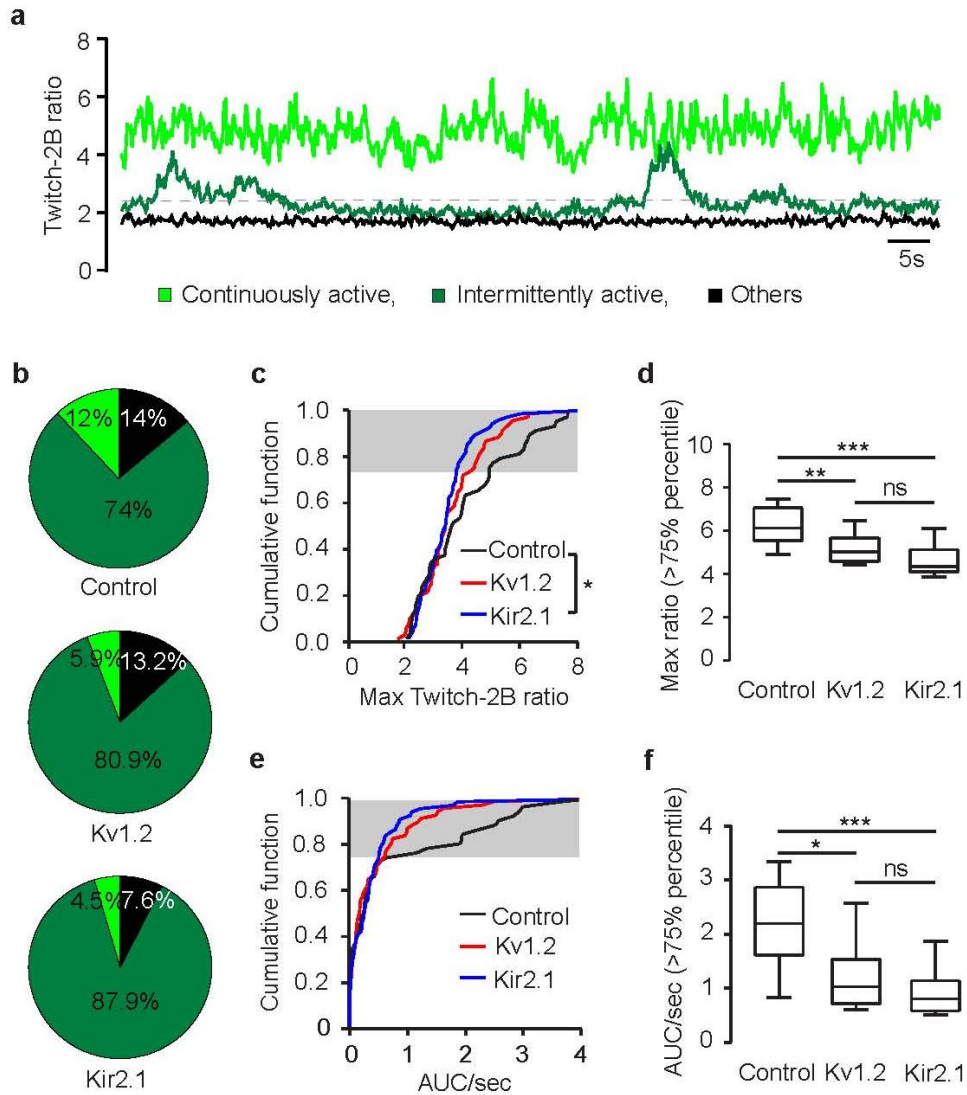 a
8
6
4
2
0
Twitch-2B ratio
5s
Continuously active, Intermittently active, Others
b
12% 14%
74%
Control
5.9% 13.2%
80.9%
Kv1.2
4.5% 7.6%
87.9%
Kir2.1
c
1.0
0.8
0.6
0.4
0.2
0.0
Cumulative function
Control
Kv1.2
Kir2.1
*
0 2 4 6 8
Max Twitch-2B ratio
d
10
8
6
4
2
0
Max ratio (>75% percentile)
***
**
ns
Control Kv1.2 Kir2.1
e
1.0
0.8
0.6
0.4
0.2
0
Cumulative function
Control
Kv1.2
Kir2.1
0 1 2 3 4
AUC/sec
f
4
3
2
1
0
AUC/sec (>75% percentile)
***
*
ns
Control Kv1.2 Kir2.1